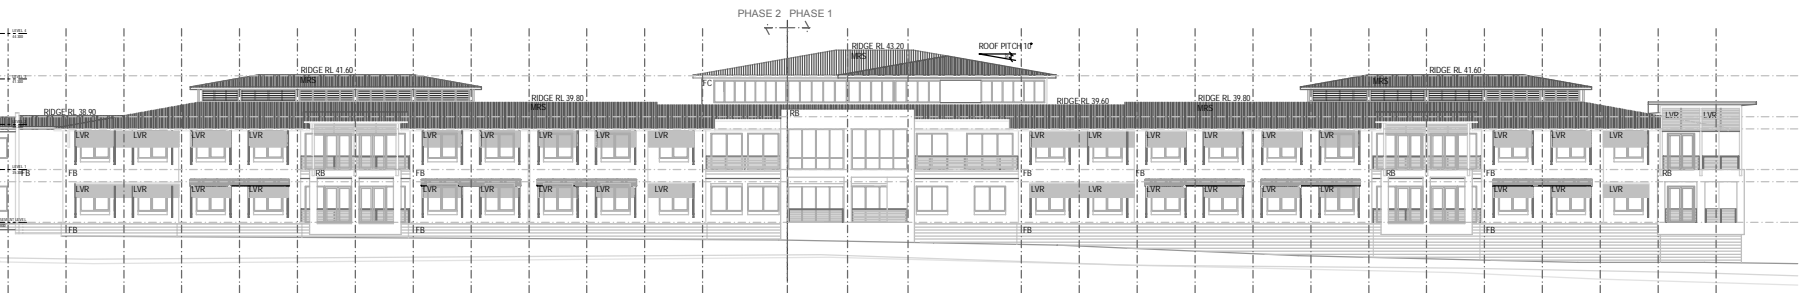 PHASE 2 PHASE 1
RIDGE RL 43.20
ROOF PITCH 10°
MRS
RIDGE RL 41.60
MRS
RIDGE RL 41.60
MRS
FC
RIDGE RL 38.90
RIDGE RL 39.80
MRS
RIDGE RL 39.60
RIDGE RL 39.80
MRS
RB
LVR LVR
LVR LVR LVR LVR LVR LVR LVR LVR LVR LVR LVR LVR LVR LVR LVR LVR LVR LVR LVR
FB FB RB FB FB FB RB FB RB
LVR LVR LVR LVR LVR LVR LVR LVR LVR LVR LVR LVR LVR LVR LVR LVR LVR LVR
FB FB FB FB